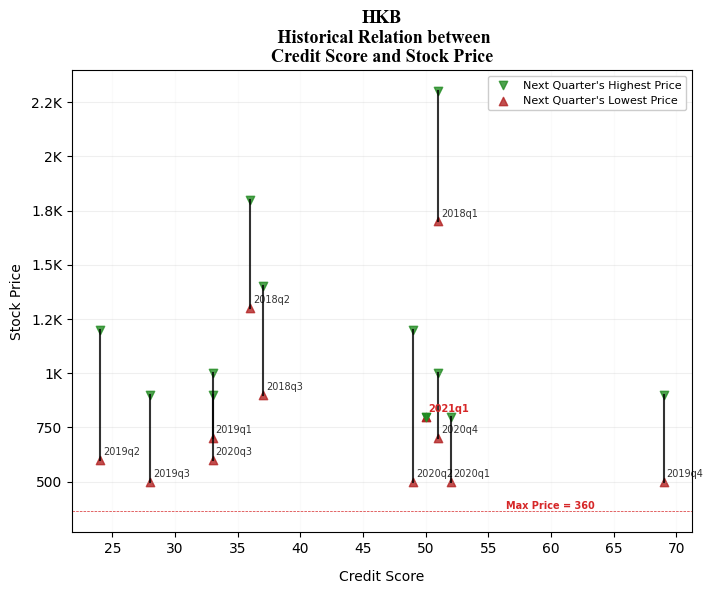 HKB
Historical Relation between
Credit Score and Stock Price
Next Quarter's Highest Price
Next Quarter's Lowest Price
2.2K
2K
1.8K
1.5K
1.2K
1K
750
500
Stock Price
2018q1
2018q2
2018q3
2021q1
2019q1
2020q4
2019q2
2020q3
2019q3
2020q2
2020q1
2019q4
Max Price = 360
25
30
35
40
45
50
55
60
65
70
Credit Score